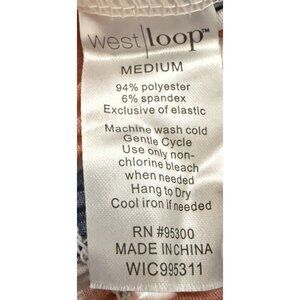 west|loop™
MEDIUM
94% polyester
6% spandex
Exclusive of elastic
Machine wash cold
Gentle Cycle
Use only non-
chlorine bleach
when needed
Hang to Dry
Cool iron if needed
RN #95300
MADE IN CHINA
WIC995311